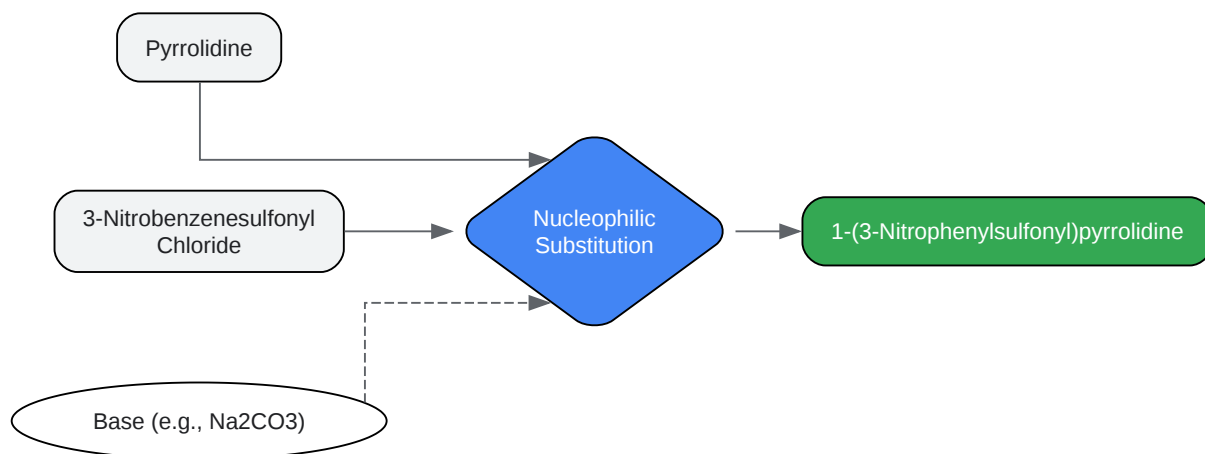 Pyrrolidine
3-Nitrobenzenesulfonyl
Chloride
Nucleophilic
Substitution
1-(3-Nitrophenylsulfonyl)pyrrolidine
Base (e.g., Na2CO3)